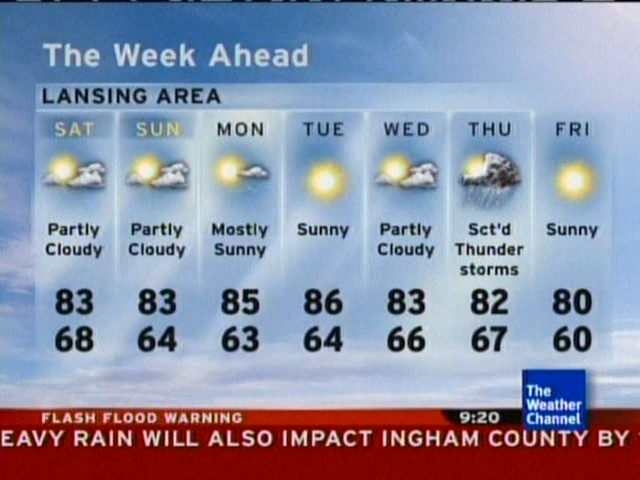 The Week Ahead
LANSING AREA
SAT SUN MON TUE WED THU FRI
Partly Cloudy
Partly Cloudy
Mostly Sunny
Sunny
Partly Cloudy
Sct'd Thunder storms
Sunny
83 83 85 86 83 82 80
68 64 63 64 66 67 60
The
Weather
Channel
FLASH FLOOD WARNING 9:20
EAVY RAIN WILL ALSO IMPACT INGHAM COUNTY BY